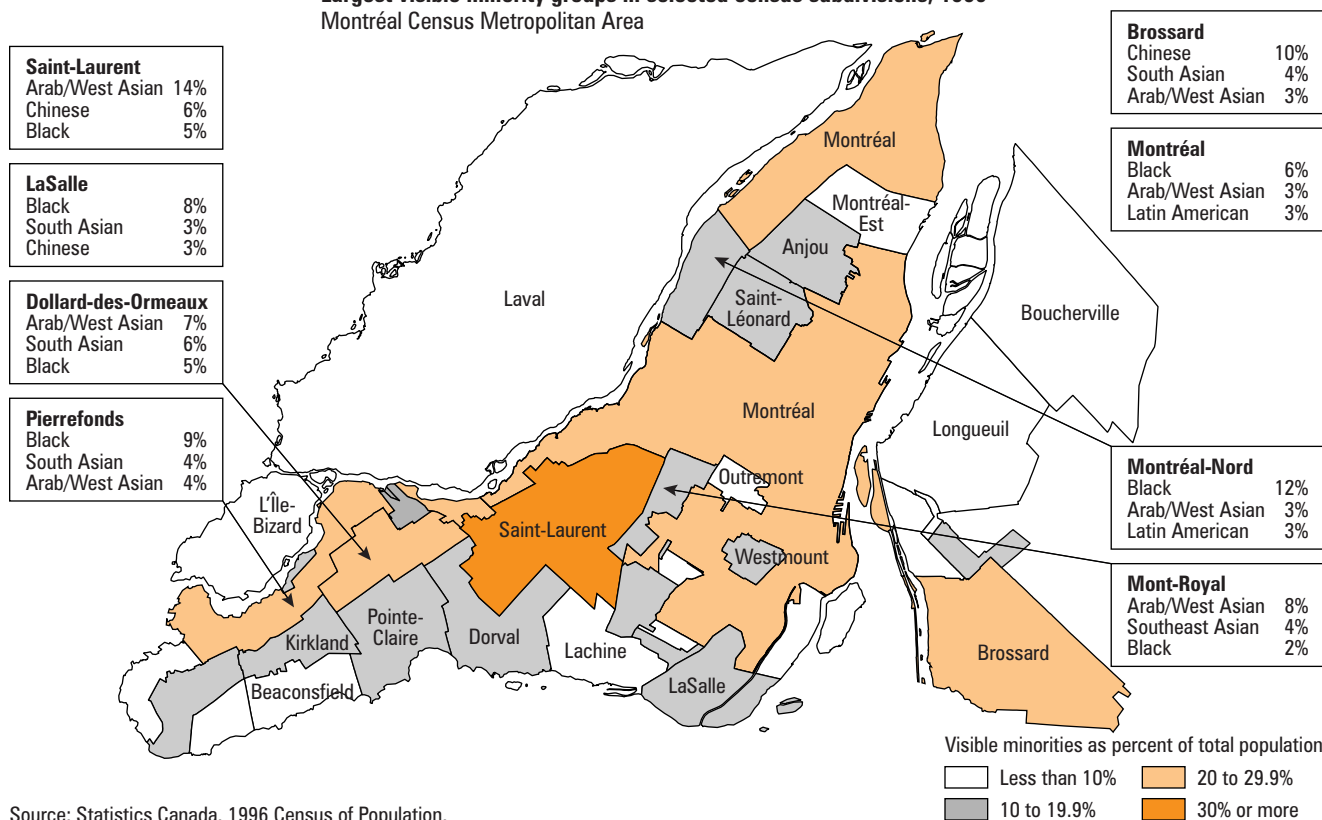 Montréal Census Metropolitan Area
Saint-Laurent
Arab/West Asian 14%
Chinese 6%
Black 5%
LaSalle
Black 8%
South Asian 3%
Chinese 3%
Dollard-des-Ormeaux
Arab/West Asian 7%
South Asian 6%
Black 5%
Pierrefonds
Black 9%
South Asian 4%
Arab/West Asian 4%
Brossard
Chinese 10%
South Asian 4%
Arab/West Asian 3%
Montréal
Black 6%
Arab/West Asian 3%
Latin American 3%
Montréal-Nord
Black 12%
Arab/West Asian 3%
Latin American 3%
Mont-Royal
Arab/West Asian 8%
Southeast Asian 4%
Black 2%
Montréal
Montréal-
Est
Anjou
Saint-
Léonard
Laval
Boucherville
Montréal
Longueuil
Outremont
L'Île-
Bizard
Saint-Laurent
Westmount
Pointe-
Claire
Kirkland
Dorval
Lachine
Brossard
Beaconsfield
LaSalle
Visible minorities as percent of total population
Less than 10%
20 to 29.9%
10 to 19.9%
30% or more
Source: Statistics Canada, 1996 Census of Population.